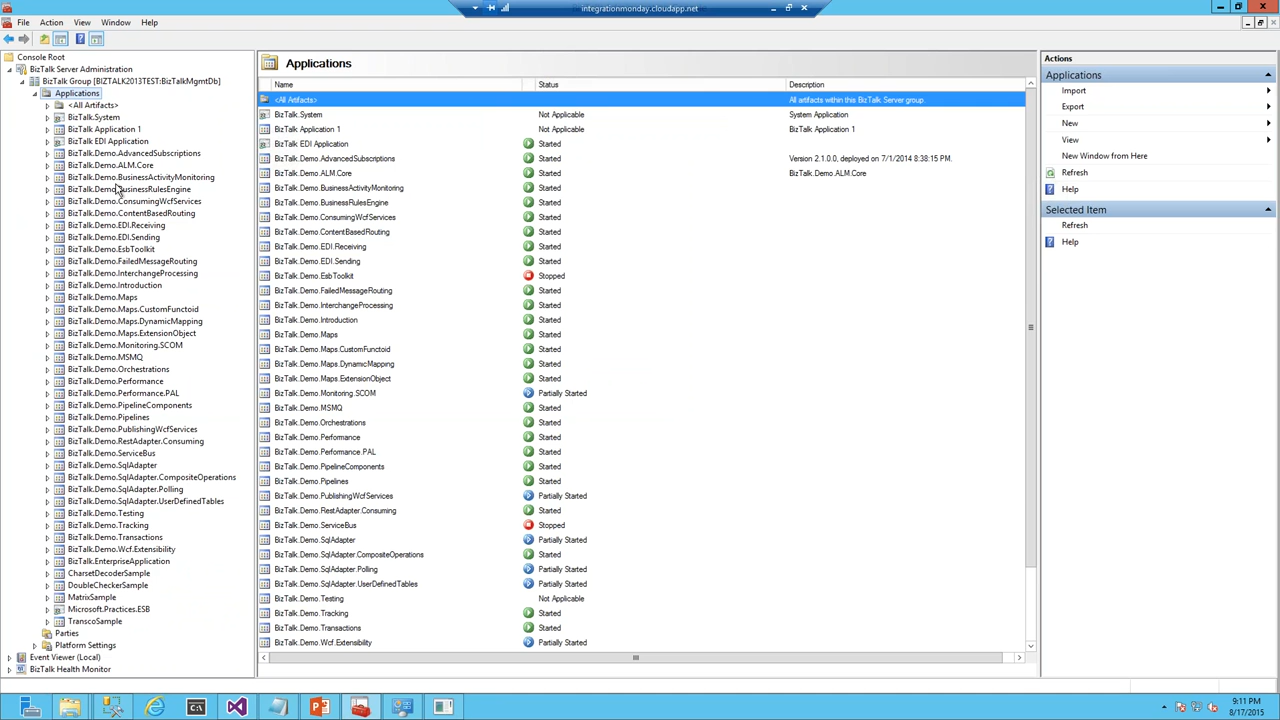 integrationmonday.cloudapp.net
File Action View Window Help
Console Root
BizTalk Server Administration
BizTalk Group [BIZTALK2013TEST:BizTalkMgmtDb]
Applications
<All Artifacts>
BizTalk.System
BizTalk Application 1
BizTalk EDI Application
BizTalk.Demo.AdvancedSubscriptions
BizTalk.Demo.ALM.Core
BizTalk.Demo.BusinessActivityMonitoring
BizTalk.Demo.BusinessRulesEngine
BizTalk.Demo.ConsumingWcfServices
BizTalk.Demo.ContentBasedRouting
BizTalk.Demo.EDI.Receiving
BizTalk.Demo.EDI.Sending
BizTalk.Demo.EsbToolkit
BizTalk.Demo.FailedMessageRouting
BizTalk.Demo.InterchangeProcessing
BizTalk.Demo.Introduction
BizTalk.Demo.Maps
BizTalk.Demo.Maps.CustomFunctoid
BizTalk.Demo.Maps.DynamicMapping
BizTalk.Demo.Maps.ExtensionObject
BizTalk.Demo.Monitoring.SCOM
BizTalk.Demo.MSMQ
BizTalk.Demo.Orchestrations
BizTalk.Demo.Performance
BizTalk.Demo.Performance.PAL
BizTalk.Demo.PipelineComponents
BizTalk.Demo.Pipelines
BizTalk.Demo.PublishingWcfServices
BizTalk.Demo.RestAdapter.Consuming
BizTalk.Demo.ServiceBus
BizTalk.Demo.SqlAdapter
BizTalk.Demo.SqlAdapter.CompositeOperations
BizTalk.Demo.SqlAdapter.Polling
BizTalk.Demo.SqlAdapter.UserDefinedTables
BizTalk.Demo.Testing
BizTalk.Demo.Tracking
BizTalk.Demo.Transactions
BizTalk.Demo.Wcf.Extensibility
BizTalk.EnterpriseApplication
CharsetDecoderSample
DoubleCheckerSample
MatrixSample
Microsoft.Practices.ESB
TranscoSample
Parties
Platform Settings
Event Viewer (Local)
BizTalk Health Monitor
Applications
Name Status Description
<All Artifacts> All artifacts within this BizTalk Server group.
BizTalk.System Not Applicable System Application
BizTalk Application 1 Not Applicable BizTalk Application 1
BizTalk EDI Application Started
BizTalk.Demo.AdvancedSubscriptions Started Version 2.1.0.0, deployed on 7/1/2014 8:38:15 PM.
BizTalk.Demo.ALM.Core Started BizTalk.Demo.ALM.Core
BizTalk.Demo.BusinessActivityMonitoring Started
BizTalk.Demo.BusinessRulesEngine Started
BizTalk.Demo.ConsumingWcfServices Started
BizTalk.Demo.ContentBasedRouting Started
BizTalk.Demo.EDI.Receiving Started
BizTalk.Demo.EDI.Sending Started
BizTalk.Demo.EsbToolkit Stopped
BizTalk.Demo.FailedMessageRouting Started
BizTalk.Demo.InterchangeProcessing Started
BizTalk.Demo.Introduction Started
BizTalk.Demo.Maps Started
BizTalk.Demo.Maps.CustomFunctoid Started
BizTalk.Demo.Maps.DynamicMapping Started
BizTalk.Demo.Maps.ExtensionObject Started
BizTalk.Demo.Monitoring.SCOM Partially Started
BizTalk.Demo.MSMQ Started
BizTalk.Demo.Orchestrations Started
BizTalk.Demo.Performance Started
BizTalk.Demo.Performance.PAL Started
BizTalk.Demo.PipelineComponents Started
BizTalk.Demo.Pipelines Started
BizTalk.Demo.PublishingWcfServices Partially Started
BizTalk.Demo.RestAdapter.Consuming Started
BizTalk.Demo.ServiceBus Stopped
BizTalk.Demo.SqlAdapter Partially Started
BizTalk.Demo.SqlAdapter.CompositeOperations Started
BizTalk.Demo.SqlAdapter.Polling Partially Started
BizTalk.Demo.SqlAdapter.UserDefinedTables Partially Started
BizTalk.Demo.Testing Not Applicable
BizTalk.Demo.Tracking Started
BizTalk.Demo.Transactions Started
BizTalk.Demo.Wcf.Extensibility Partially Started
Actions
Applications
Import
Export
New
View
New Window from Here
Refresh
Help
Selected Item
Refresh
Help
9:11 PM
8/17/2015